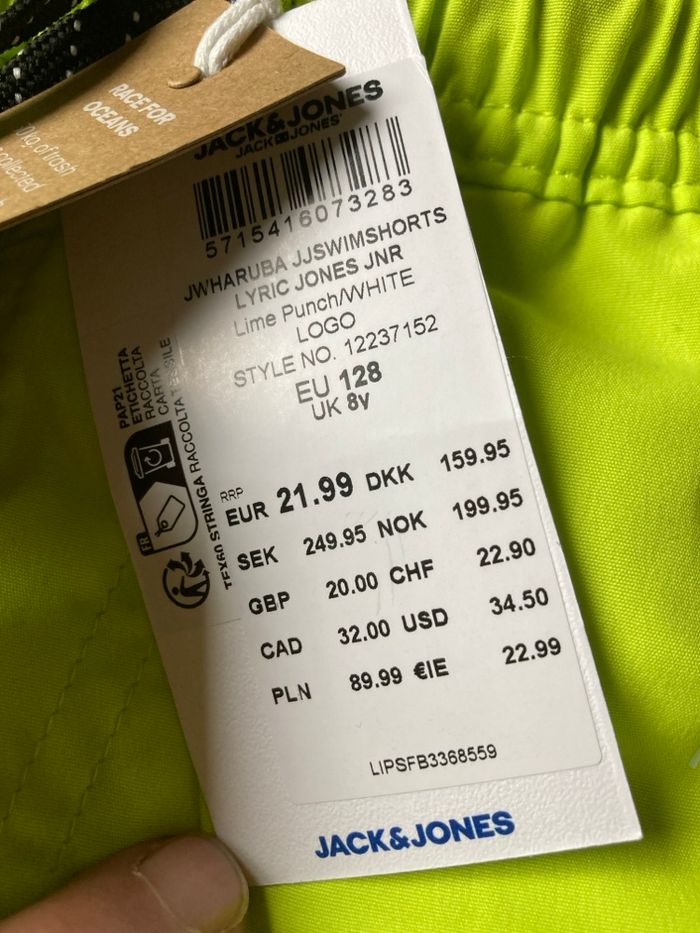 RACE FOR
OCEANS
JACK&JONES
JACK&JONES
5715416073283
JWHARUBA JJSWIMSHORTS
LYRIC JONES JNR
Lime Punch/WHITE
LOGO
STYLE NO. 12237152
EU 128
UK 8y
PAP21
ETICHETTA
RACCOLTA
CARTA
STRINGA RACCOLTA
FR
RRP
EUR 21.99 DKK 159.95
SEK 249.95 NOK 199.95
GBP 20.00 CHF 22.90
CAD 32.00 USD 34.50
PLN 89.99 €IE 22.99
LIPSFB3368559
JACK&JONES